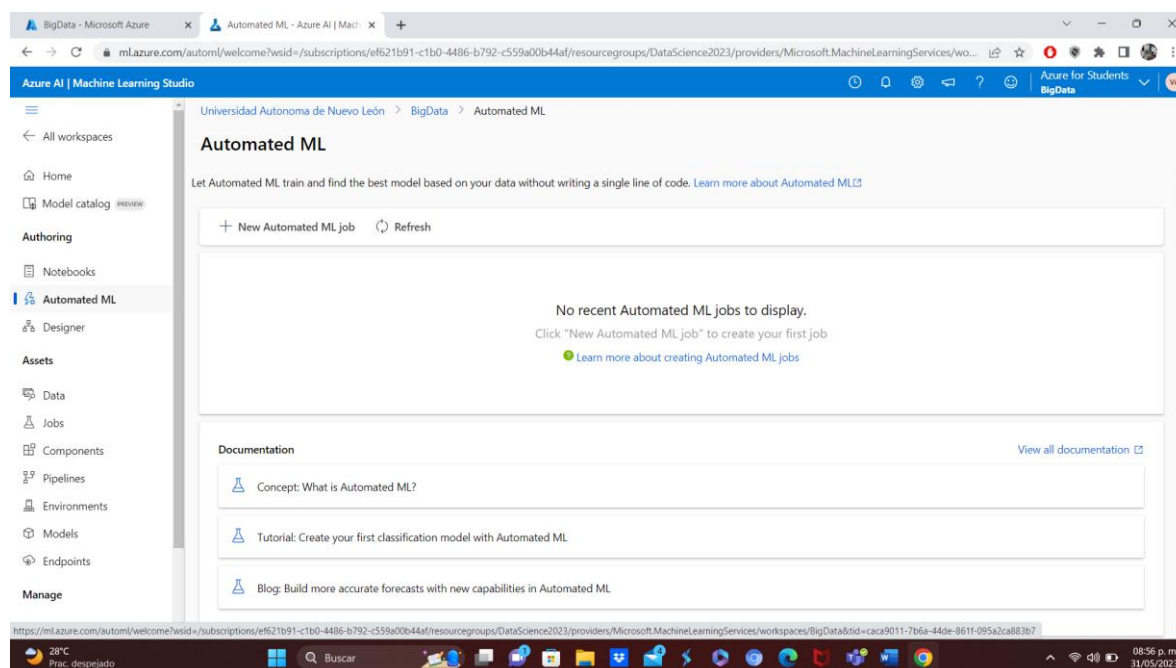 BigData - Microsoft Azure
Automated ML - Azure AI | Mach
ml.azure.com/automl/welcome?wsid=/subscriptions/ef621b91-c1b0-4486-b792-c559a00b44af/resourcegroups/DataScience2023/providers/Microsoft.MachineLearningServices/wo...
Azure AI | Machine Learning Studio
Azure for Students
BigData
Universidad Autonoma de Nuevo León > BigData > Automated ML
All workspaces
Automated ML
Home
Let Automated ML train and find the best model based on your data without writing a single line of code. Learn more about Automated ML
Model catalog PREVIEW
New Automated ML job Refresh
Authoring
Notebooks
Automated ML
Designer
No recent Automated ML jobs to display.
Click "New Automated ML job" to create your first job
Learn more about creating Automated ML jobs
Assets
Data
Jobs
Components
Pipelines
Environments
Models
Endpoints
Manage
Documentation
View all documentation
Concept: What is Automated ML?
Tutorial: Create your first classification model with Automated ML
Blog: Build more accurate forecasts with new capabilities in Automated ML
https://ml.azure.com/automl/welcome?wsid=/subscriptions/ef621b91-c1b0-4486-b792-c559a00b44af/resourcegroups/DataScience2023/providers/Microsoft.MachineLearningServices/workspaces/BigData&tid=caca9011-7b6a-44de-861f-095a2ca883b7
28°C
Prac. despejado
Buscar
08:56 p.